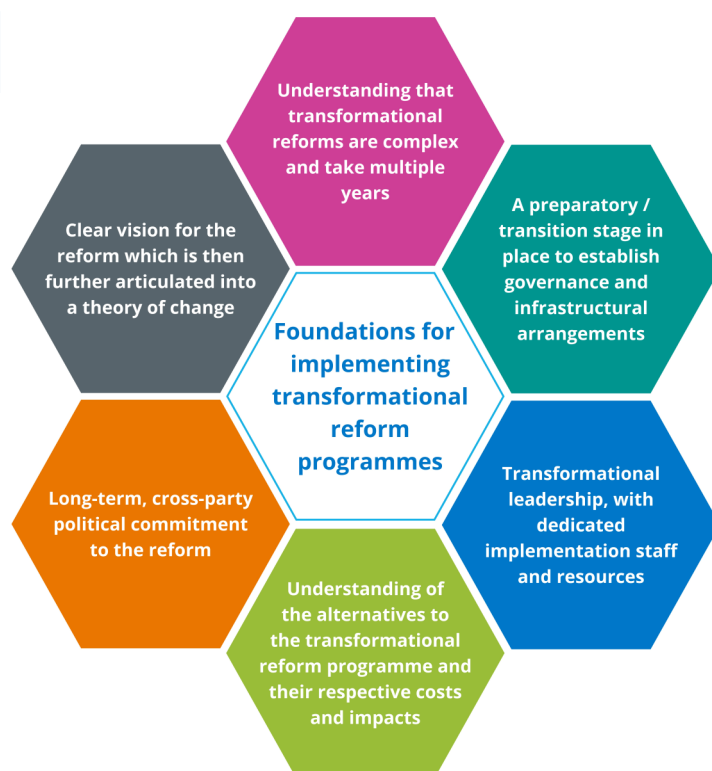 Understanding that
transformational
reforms are complex
and take multiple
years
A preparatory /
transition stage in
place to establish
governance and
infrastructural
arrangements
Transformational
leadership, with
dedicated
implementation staff
and resources
Understanding of
the alternatives to
the transformational
reform programme and
their respective costs
and impacts
Long-term, cross-party
political commitment
to the reform
Clear vision for the
reform which is then
further articulated into
a theory of change
Foundations for
implementing
transformational
reform
programmes